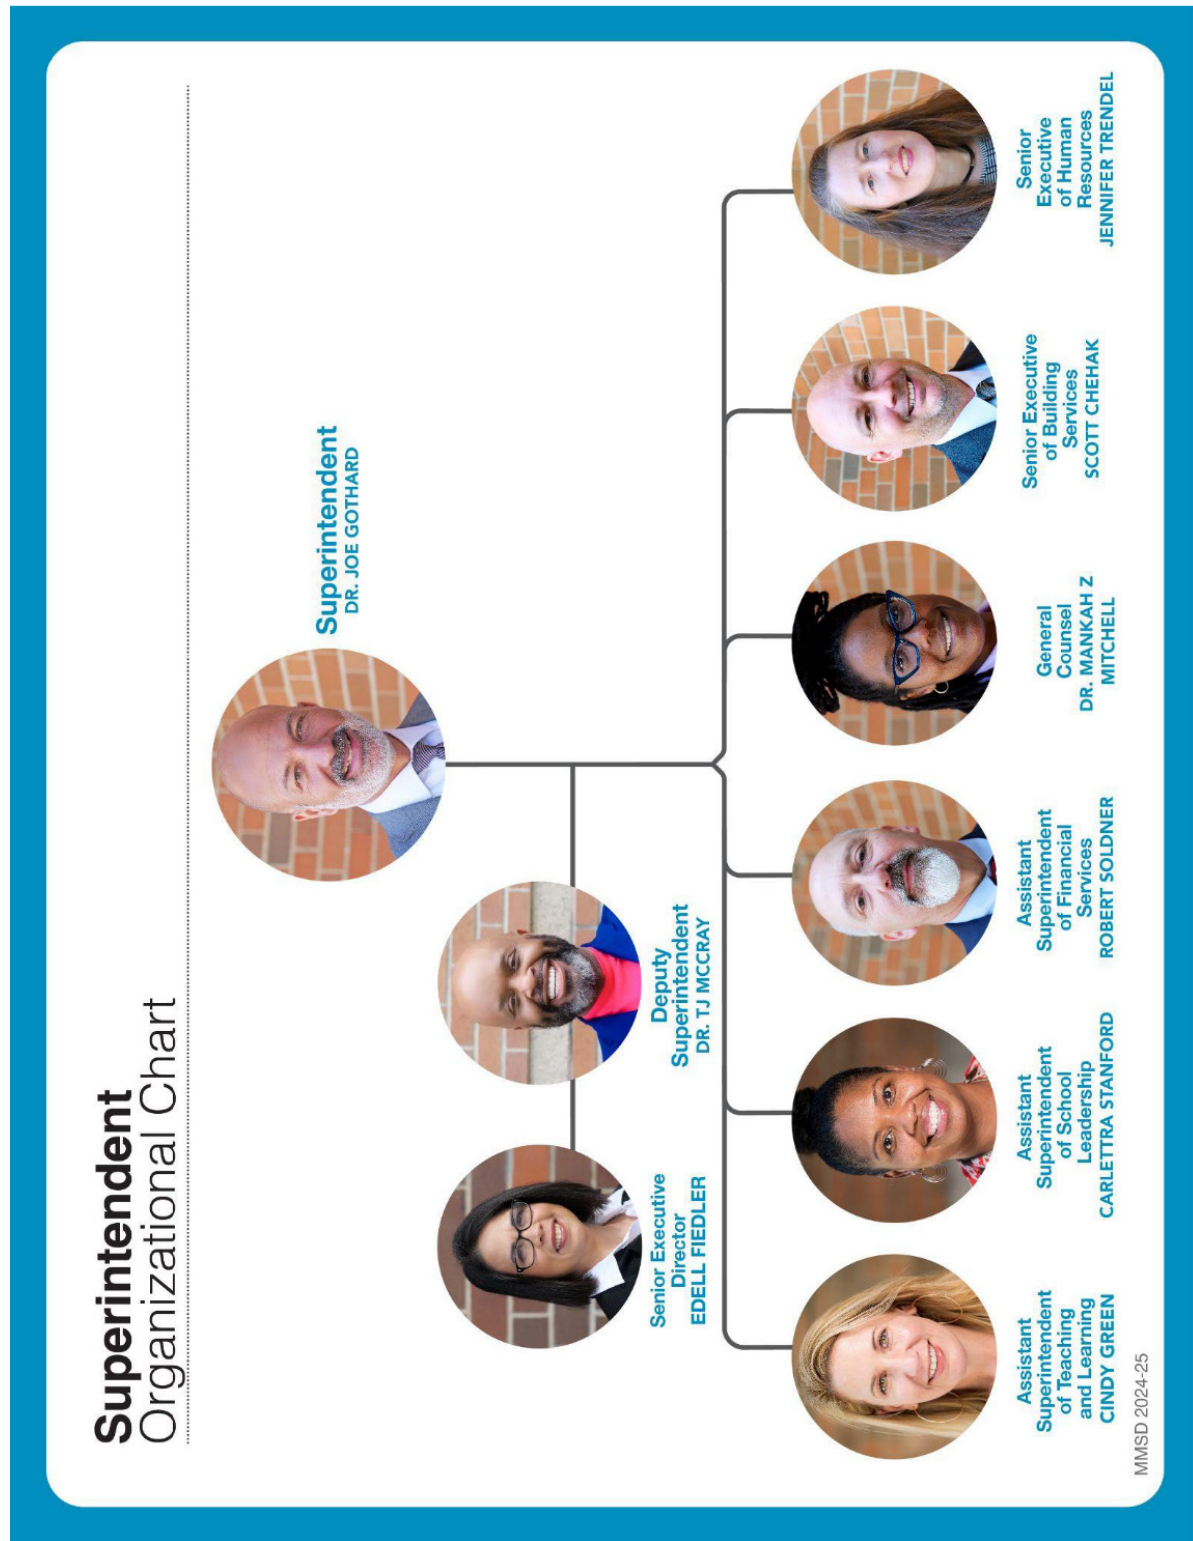 Superintendent
Organizational Chart
Superintendent
DR. JOE GOTHARD
Senior Executive
Director
EDELL FIEDLER
Deputy
Superintendent
DR. TJ MCCRAY
Assistant
Superintendent
of Teaching
and Learning
CINDY GREEN
Assistant
Superintendent
of School
Leadership
CARLETTRA STANFORD
Assistant
Superintendent
of Financial
Services
ROBERT SOLDNER
General
Counsel
DR. MANKAH Z
MITCHELL
Senior Executive
of Building
Services
SCOTT CHEHAK
Senior
Executive
of Human
Resources
JENNIFER TRENDEL
MMSD 2024-25